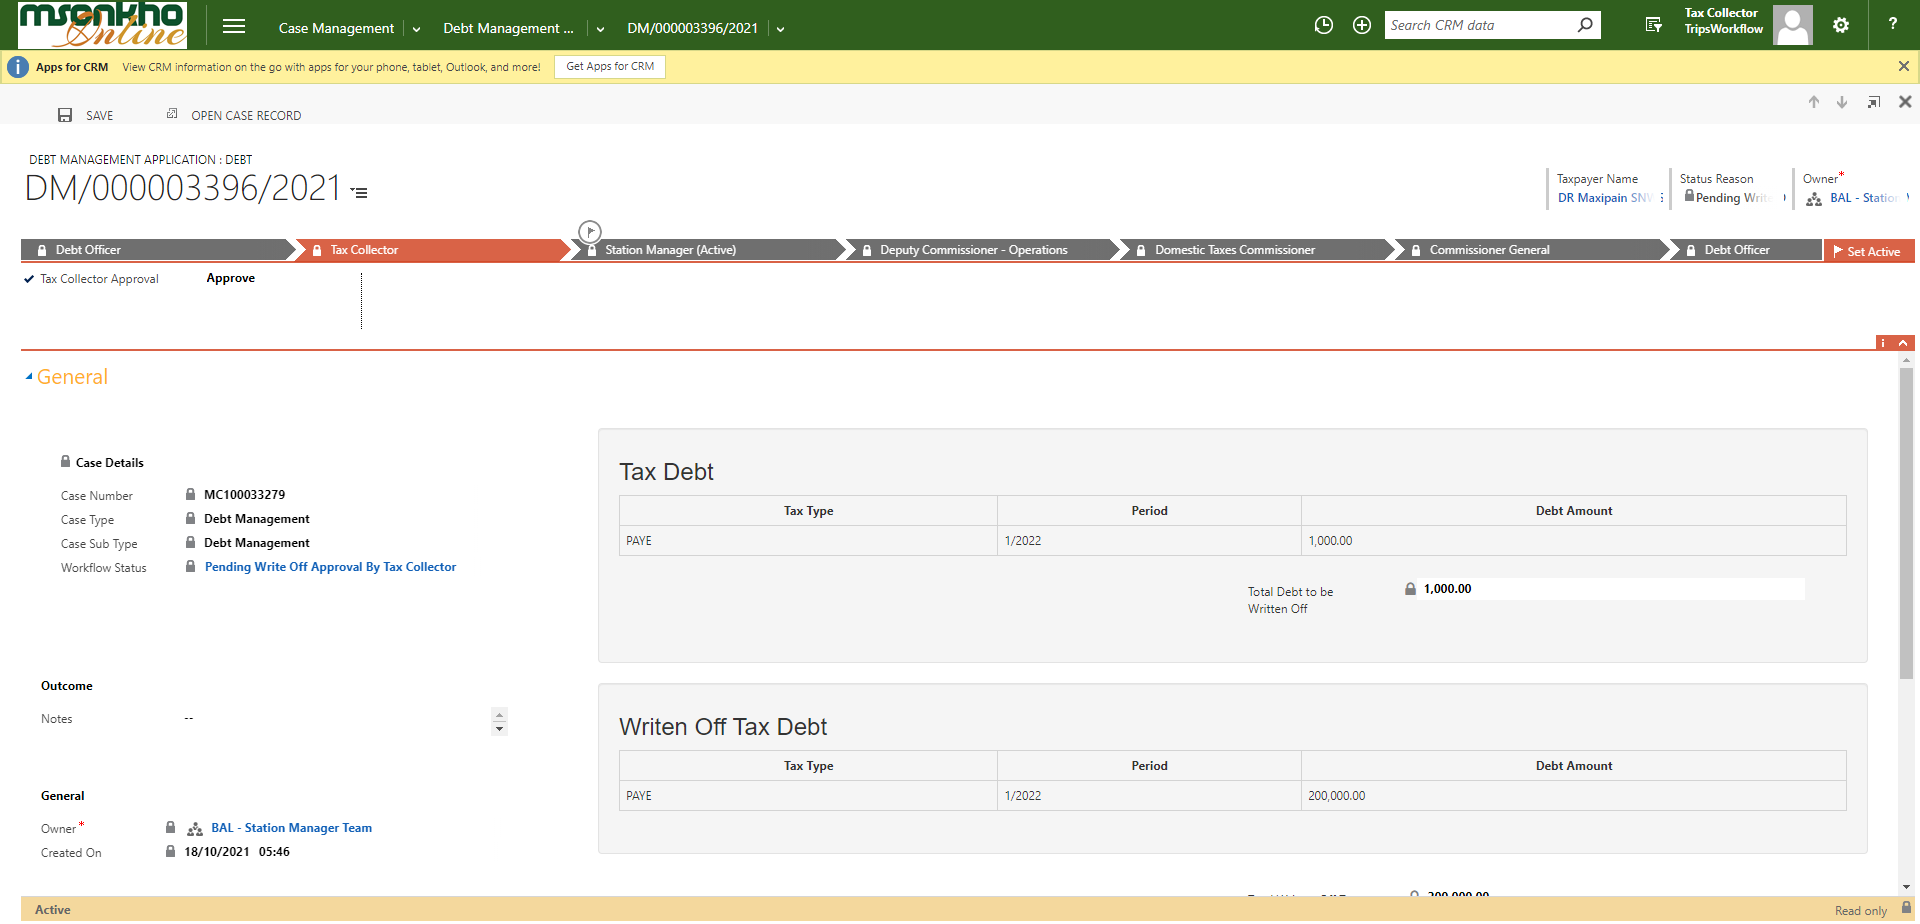 msonkho
Online
Case Management
Debt Management ...
DM/000003396/2021
Search CRM data
Tax Collector
TripsWorkflow
?
Apps for CRM View CRM information on the go with apps for your phone, tablet, Outlook, and more! Get Apps for CRM
SAVE
OPEN CASE RECORD
DEBT MANAGEMENT APPLICATION : DEBT
DM/000003396/2021
Taxpayer Name
DR Maxipain SNV
Status Reason
Pending Write
Owner*
BAL - Station
Debt Officer
Tax Collector
Station Manager (Active)
Deputy Commissioner - Operations
Domestic Taxes Commissioner
Commissioner General
Debt Officer
Set Active
Tax Collector Approval Approve
General
Case Details
Case Number MC100033279
Case Type Debt Management
Case Sub Type Debt Management
Workflow Status Pending Write Off Approval By Tax Collector
Tax Debt
Tax Type Period Debt Amount
PAYE 1/2022 1,000.00
Total Debt to be
Written Off
1,000.00
Outcome
Notes --
Writen Off Tax Debt
Tax Type Period Debt Amount
PAYE 1/2022 200,000.00
General
Owner* BAL - Station Manager Team
Created On 18/10/2021 05:46
200,000.00
Active
Read only